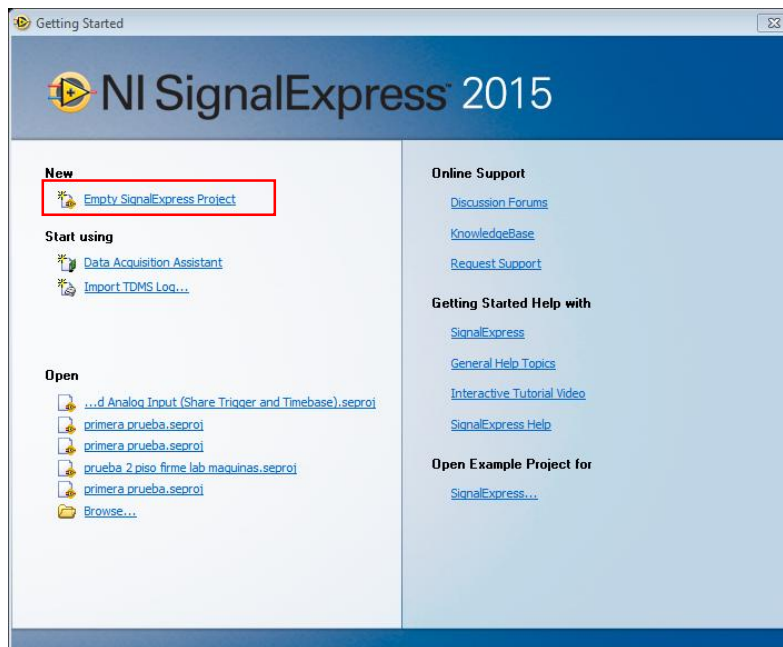 Getting Started
NI SignalExpress™ 2015
New
Empty SignalExpress Project
Start using
Data Acquisition Assistant
Import TDMS Log...
Open
...d Analog Input (Share Trigger and Timebase).seproj
primera prueba.seproj
primera prueba.seproj
prueba 2 piso firme lab maquinas.seproj
primera prueba.seproj
Browse...
Online Support
Discussion Forums
KnowledgeBase
Request Support
Getting Started Help with
SignalExpress
General Help Topics
Interactive Tutorial Video
SignalExpress Help
Open Example Project for
SignalExpress...